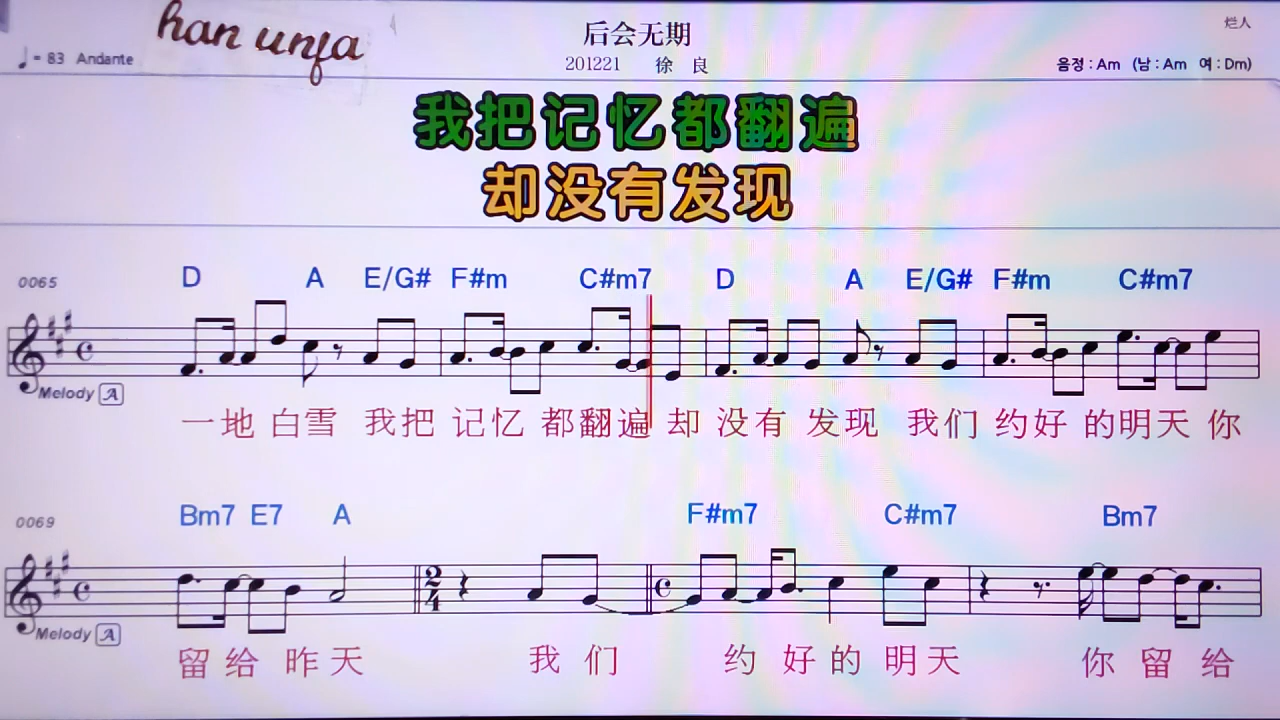 han unfa
后会无期
烂人
♩= 83 Andante
201221 徐 良
음정 : Am (남 : Am 여 : Dm)
我把记忆都翻遍
却没有发现
0065
D A E/G# F#m C#m7 D A E/G# F#m C#m7
Melody A
一地 白雪 我把 记忆 都翻遍 却 没有 发现 我们 约好 的明天 你
0069
Bm7 E7 A F#m7 C#m7 Bm7
2
4
Melody A
留给 昨天 我们 约好的 明天 你留给